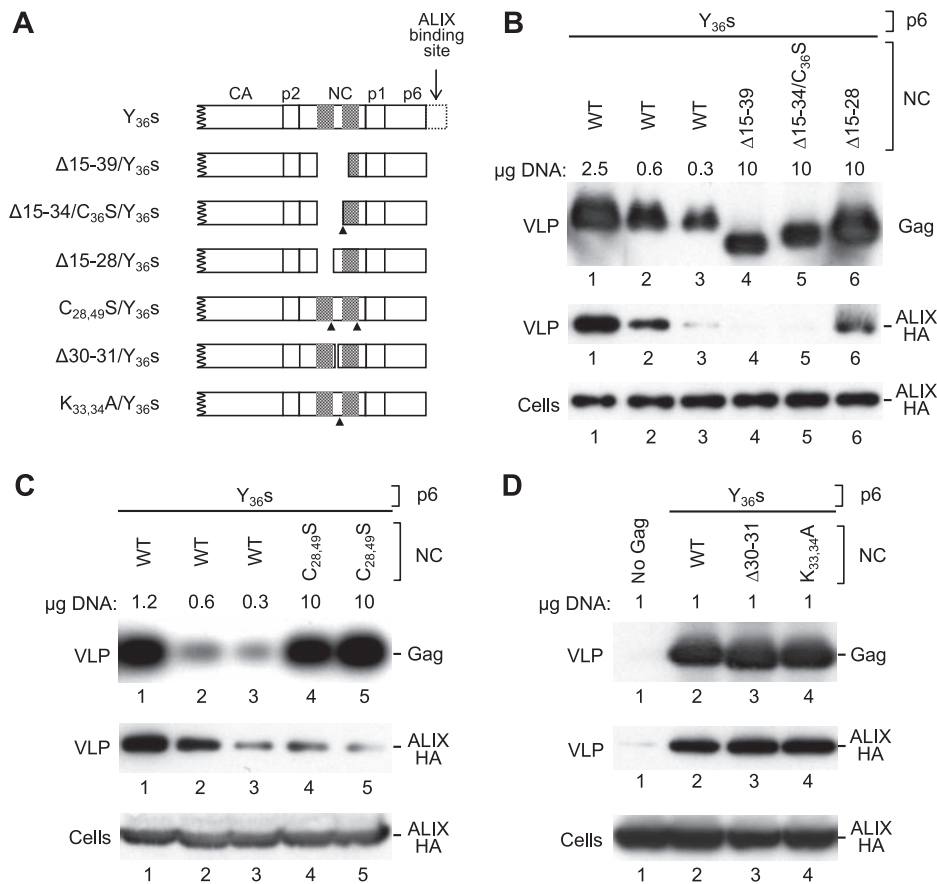 A
ALIX
binding
site
CA p2 NC p1 p6
Y36s
Δ15-39/Y36s
Δ15-34/C36S/Y36s
Δ15-28/Y36s
C28,49S/Y36s
Δ30-31/Y36s
K33,34A/Y36s
B
Y36s p6
WT WT WT Δ15-39 Δ15-34/C36S Δ15-28 NC
µg DNA: 2.5 0.6 0.3 10 10 10
VLP Gag
1 2 3 4 5 6
VLP ALIX
HA
1 2 3 4 5 6
Cells ALIX
HA
1 2 3 4 5 6
C
Y36s p6
WT WT WT C28,49S C28,49S NC
µg DNA: 1.2 0.6 0.3 10 10
VLP Gag
1 2 3 4 5
VLP ALIX
HA
1 2 3 4 5
Cells ALIX
HA
1 2 3 4 5
D
Y36s p6
No Gag WT Δ30-31 K33,34A NC
µg DNA: 1 1 1 1
VLP Gag
1 2 3 4
VLP ALIX
HA
1 2 3 4
Cells ALIX
HA
1 2 3 4